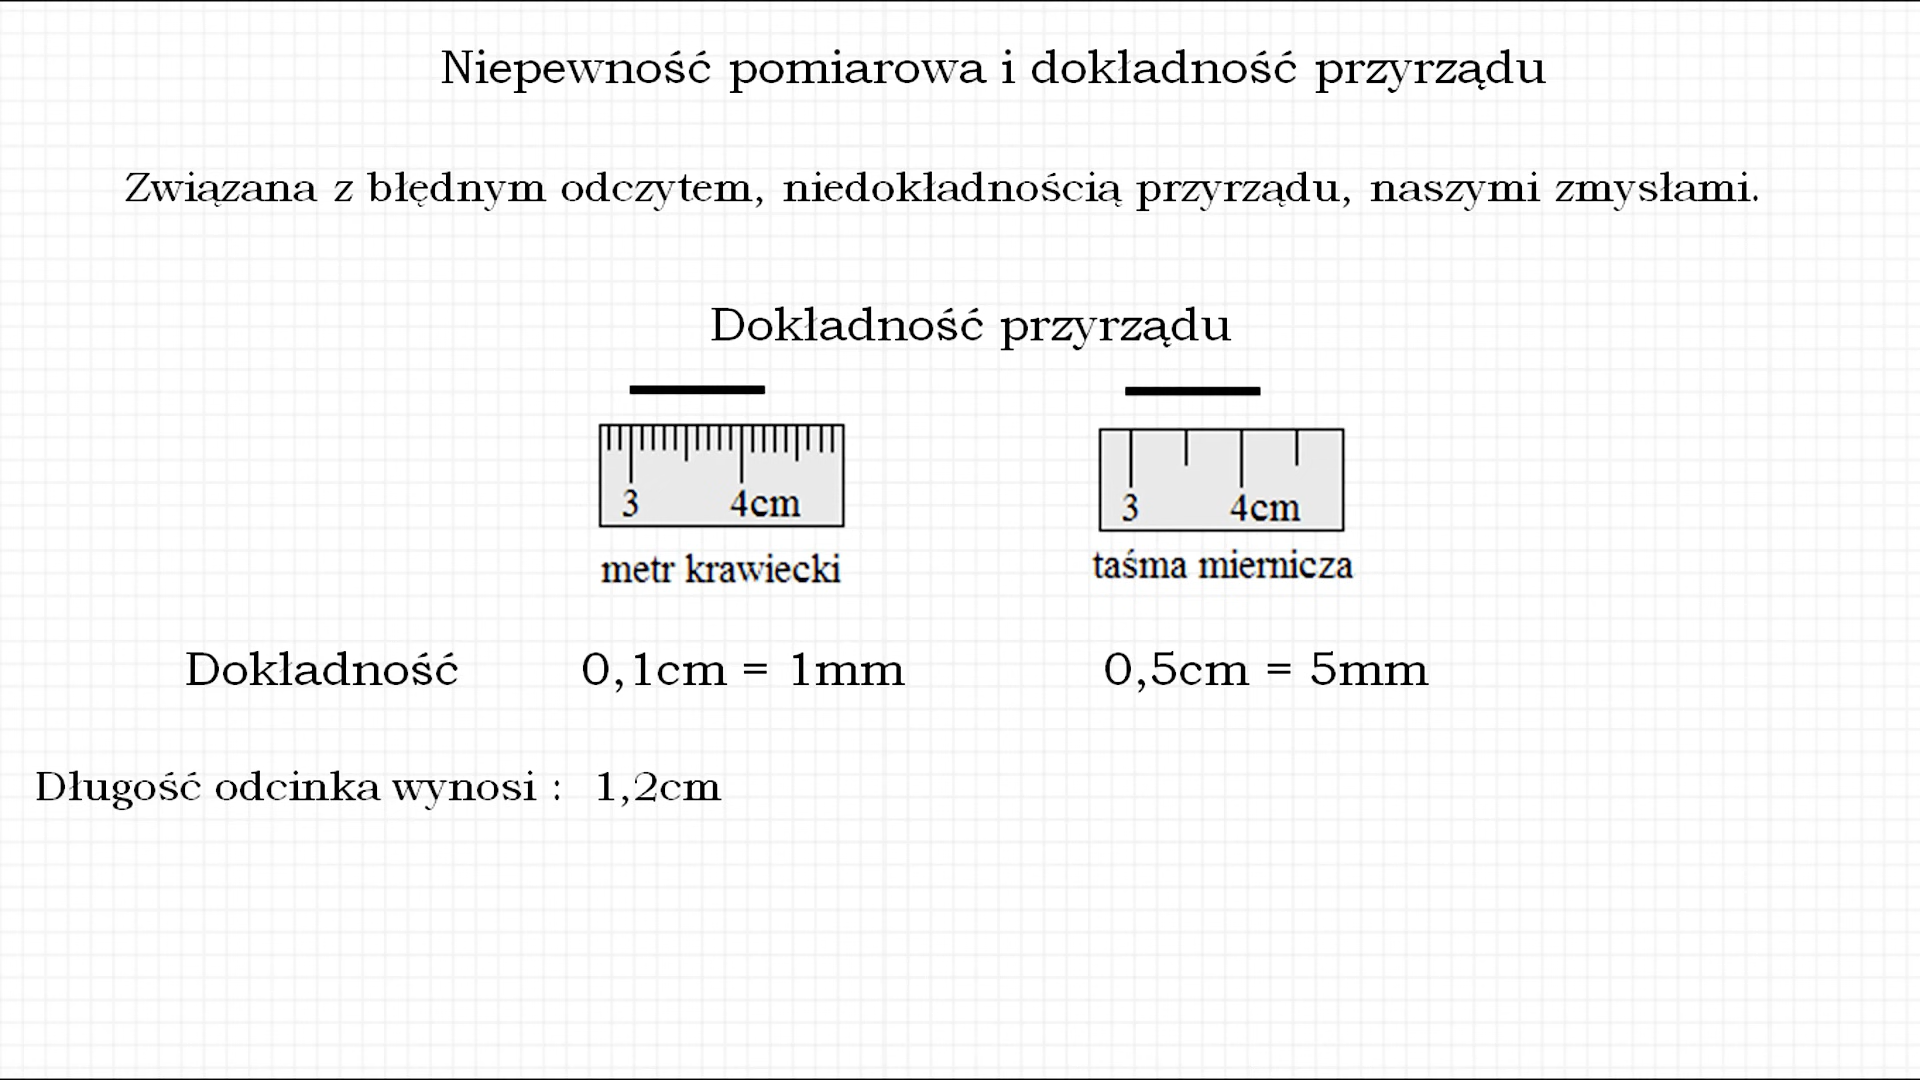 Niepewność pomiarowa i dokładność przyrządu
Związana z błędnym odczytem, niedokładnością przyrządu, naszymi zmysłami.
Dokładność przyrządu
3 4cm
3 4cm
metr krawiecki
taśma miernicza
Dokładność 0,1cm = 1mm 0,5cm = 5mm
Długość odcinka wynosi : 1,2cm